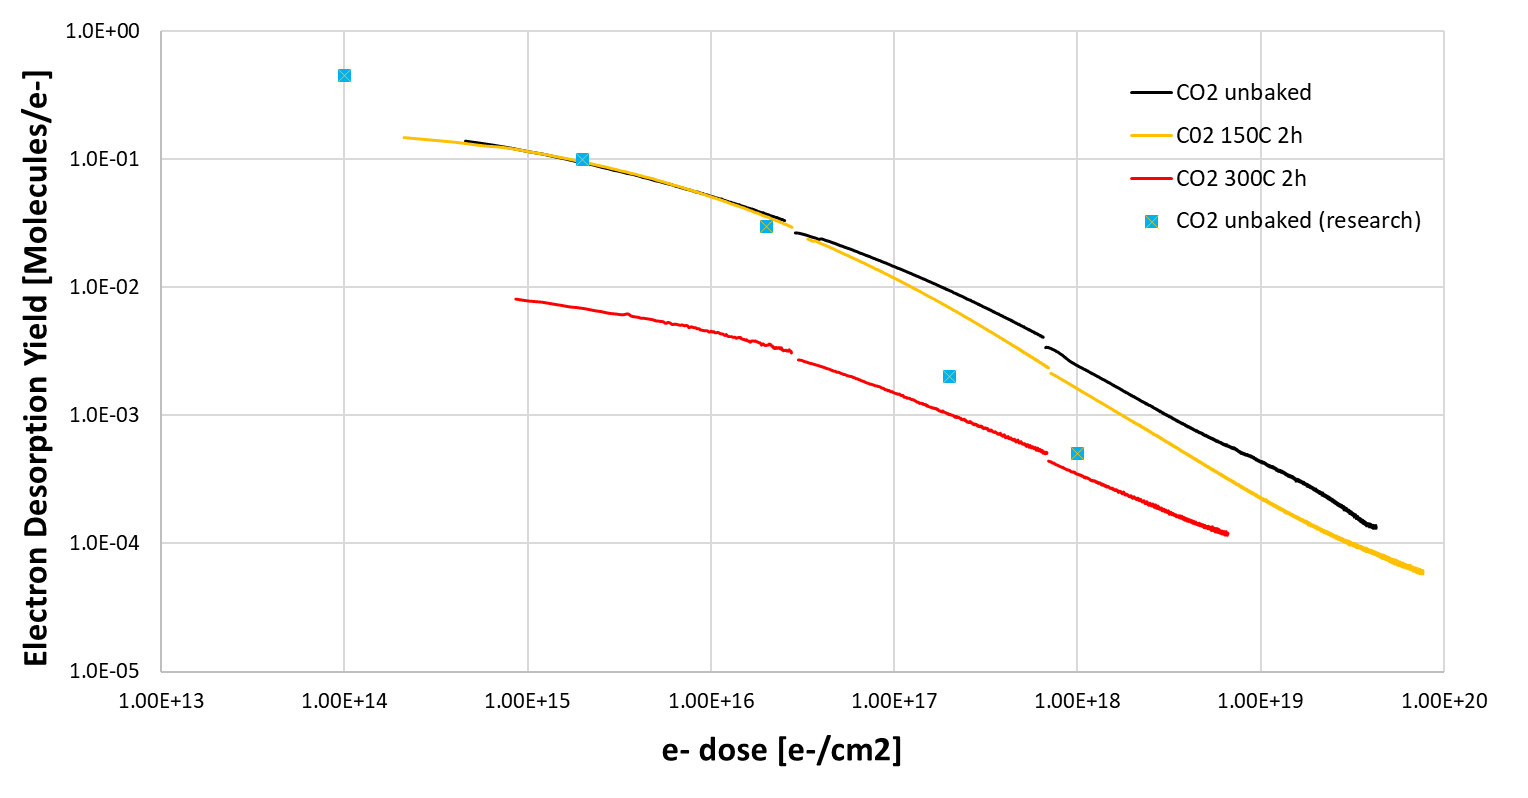 1.0E+00
1.0E-01
1.0E-02
1.0E-03
1.0E-04
1.0E-05
Electron Desorption Yield [Molecules/e-]
CO2 unbaked
C02 150C 2h
CO2 300C 2h
CO2 unbaked (research)
1.00E+13 1.00E+14 1.00E+15 1.00E+16 1.00E+17 1.00E+18 1.00E+19 1.00E+20
e- dose [e-/cm2]